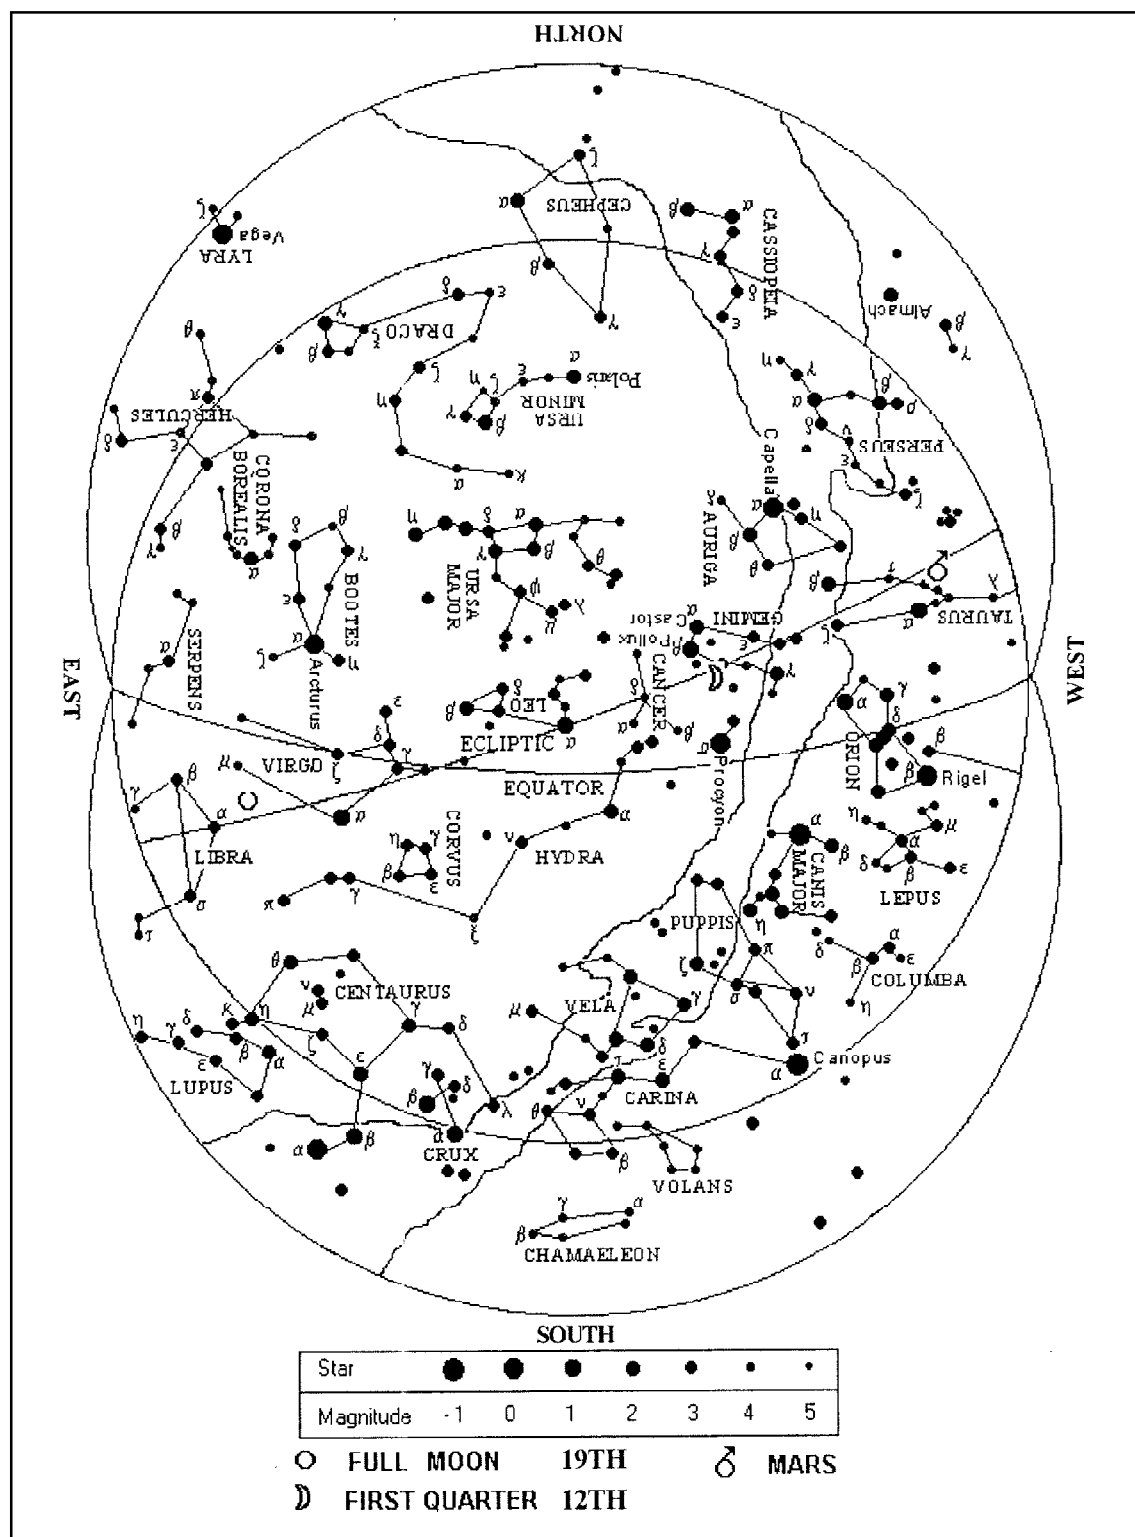 NORTH
ζ
α
CEPHEUS
β
γ
β
α
CASSIOPEIA
γ
δ
ε
ζ
Vega
LYRA
Almach
β
γ
δ
ε
γ
β
ξ
DRACO
ζ
η
α
κ
α
Polaris
ε
ζ
η
URSA
MINOR
γ
β
η
γ
α
β
ρ
δ
ν
PERSEUS
ε
ζ
θ
π
HERCULES
δ
ε
β
γ
CORONA
BOREALIS
α
Capella
α
η
β
θ
AURIGA
δ
β
γ
BOOTES
ε
α
Arcturus
ζ
η
η
δ
α
γ
β
θ
URSA
MAJOR
ψ
λ
μ
β
τ
ζ
α
λ
TAURUS
SERPENS
α
α
Castor
GEMINI
ε
Pollux
β
γ
EAST
WEST
CANCER
δ
α
β
δ
LEO
β
α
ECLIPTIC
α
Procyon
α
γ
δ
ORION
β
β
Rigel
ε
δ
VIRGO
ζ
γ
μ
α
EQUATOR
β
γ
α
LIBRA
σ
τ
CORVUS
η
γ
β
ε
ν
HYDRA
α
π
γ
ξ
α
β
CANIS
MAJOR
η
η
μ
α
δ
β
ε
LEPUS
PUPPIS
π
ζ
σ
ν
τ
δ
α
β
ε
COLUMBA
η
θ
ν
CENTAURUS
μ
κ
η
γ
δ
ζ
ε
λ
μ
VELA
γ
δ
Canopus
α
η
γ
δ
β
α
ε
LUPUS
γ
δ
β
α
CRUX
α
β
ε
CARINA
θ
ν
β
VOLANS
γ
α
β
CHAMAELEON
SOUTH
Star
Magnitude -1 0 1 2 3 4 5
FULL MOON 19TH
♂ MARS
FIRST QUARTER 12TH